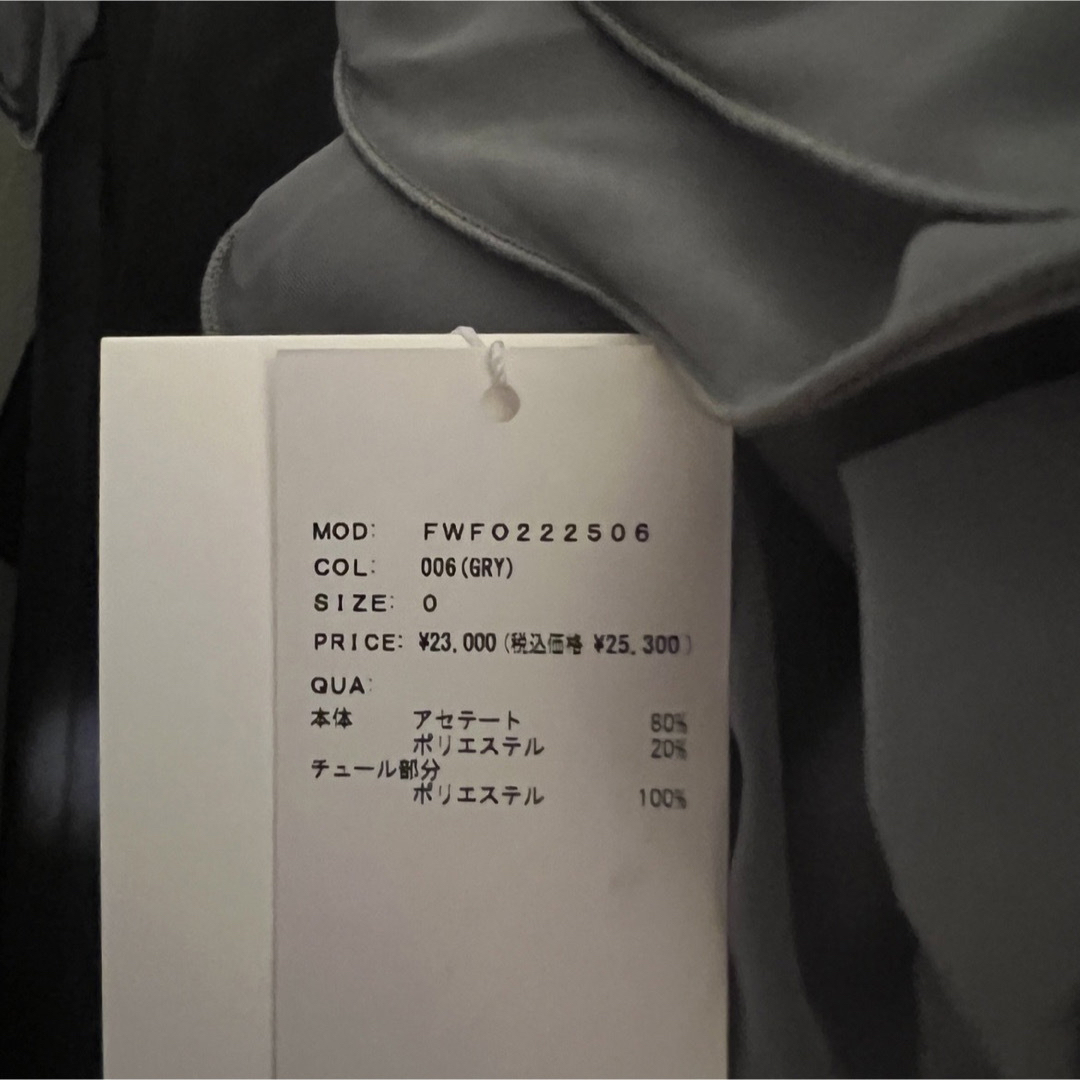 MOD: FWFO222506
COL: 006(GRY)
SIZE: 0
PRICE: ¥23,000(税込価格 ¥25,300)
QUA:
本体 アセテート 80%
ポリエステル 20%
チュール部分
ポリエステル 100%